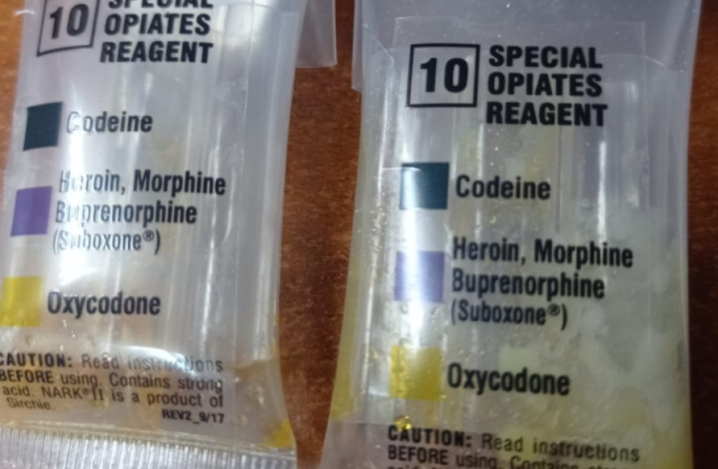 10
SPECIAL
OPIATES
REAGENT
Codeine
Heroin, Morphine
Buprenorphine
(Suboxone®)
Oxycodone
CAUTION: Read instructions
BEFORE using. Contains strong
acid. NARK®II is a product of
Sirchie.
REV2_9/17
10
SPECIAL
OPIATES
REAGENT
Codeine
Heroin, Morphine
Buprenorphine
(Suboxone®)
Oxycodone
CAUTION: Read instructions
BEFORE using. Contains